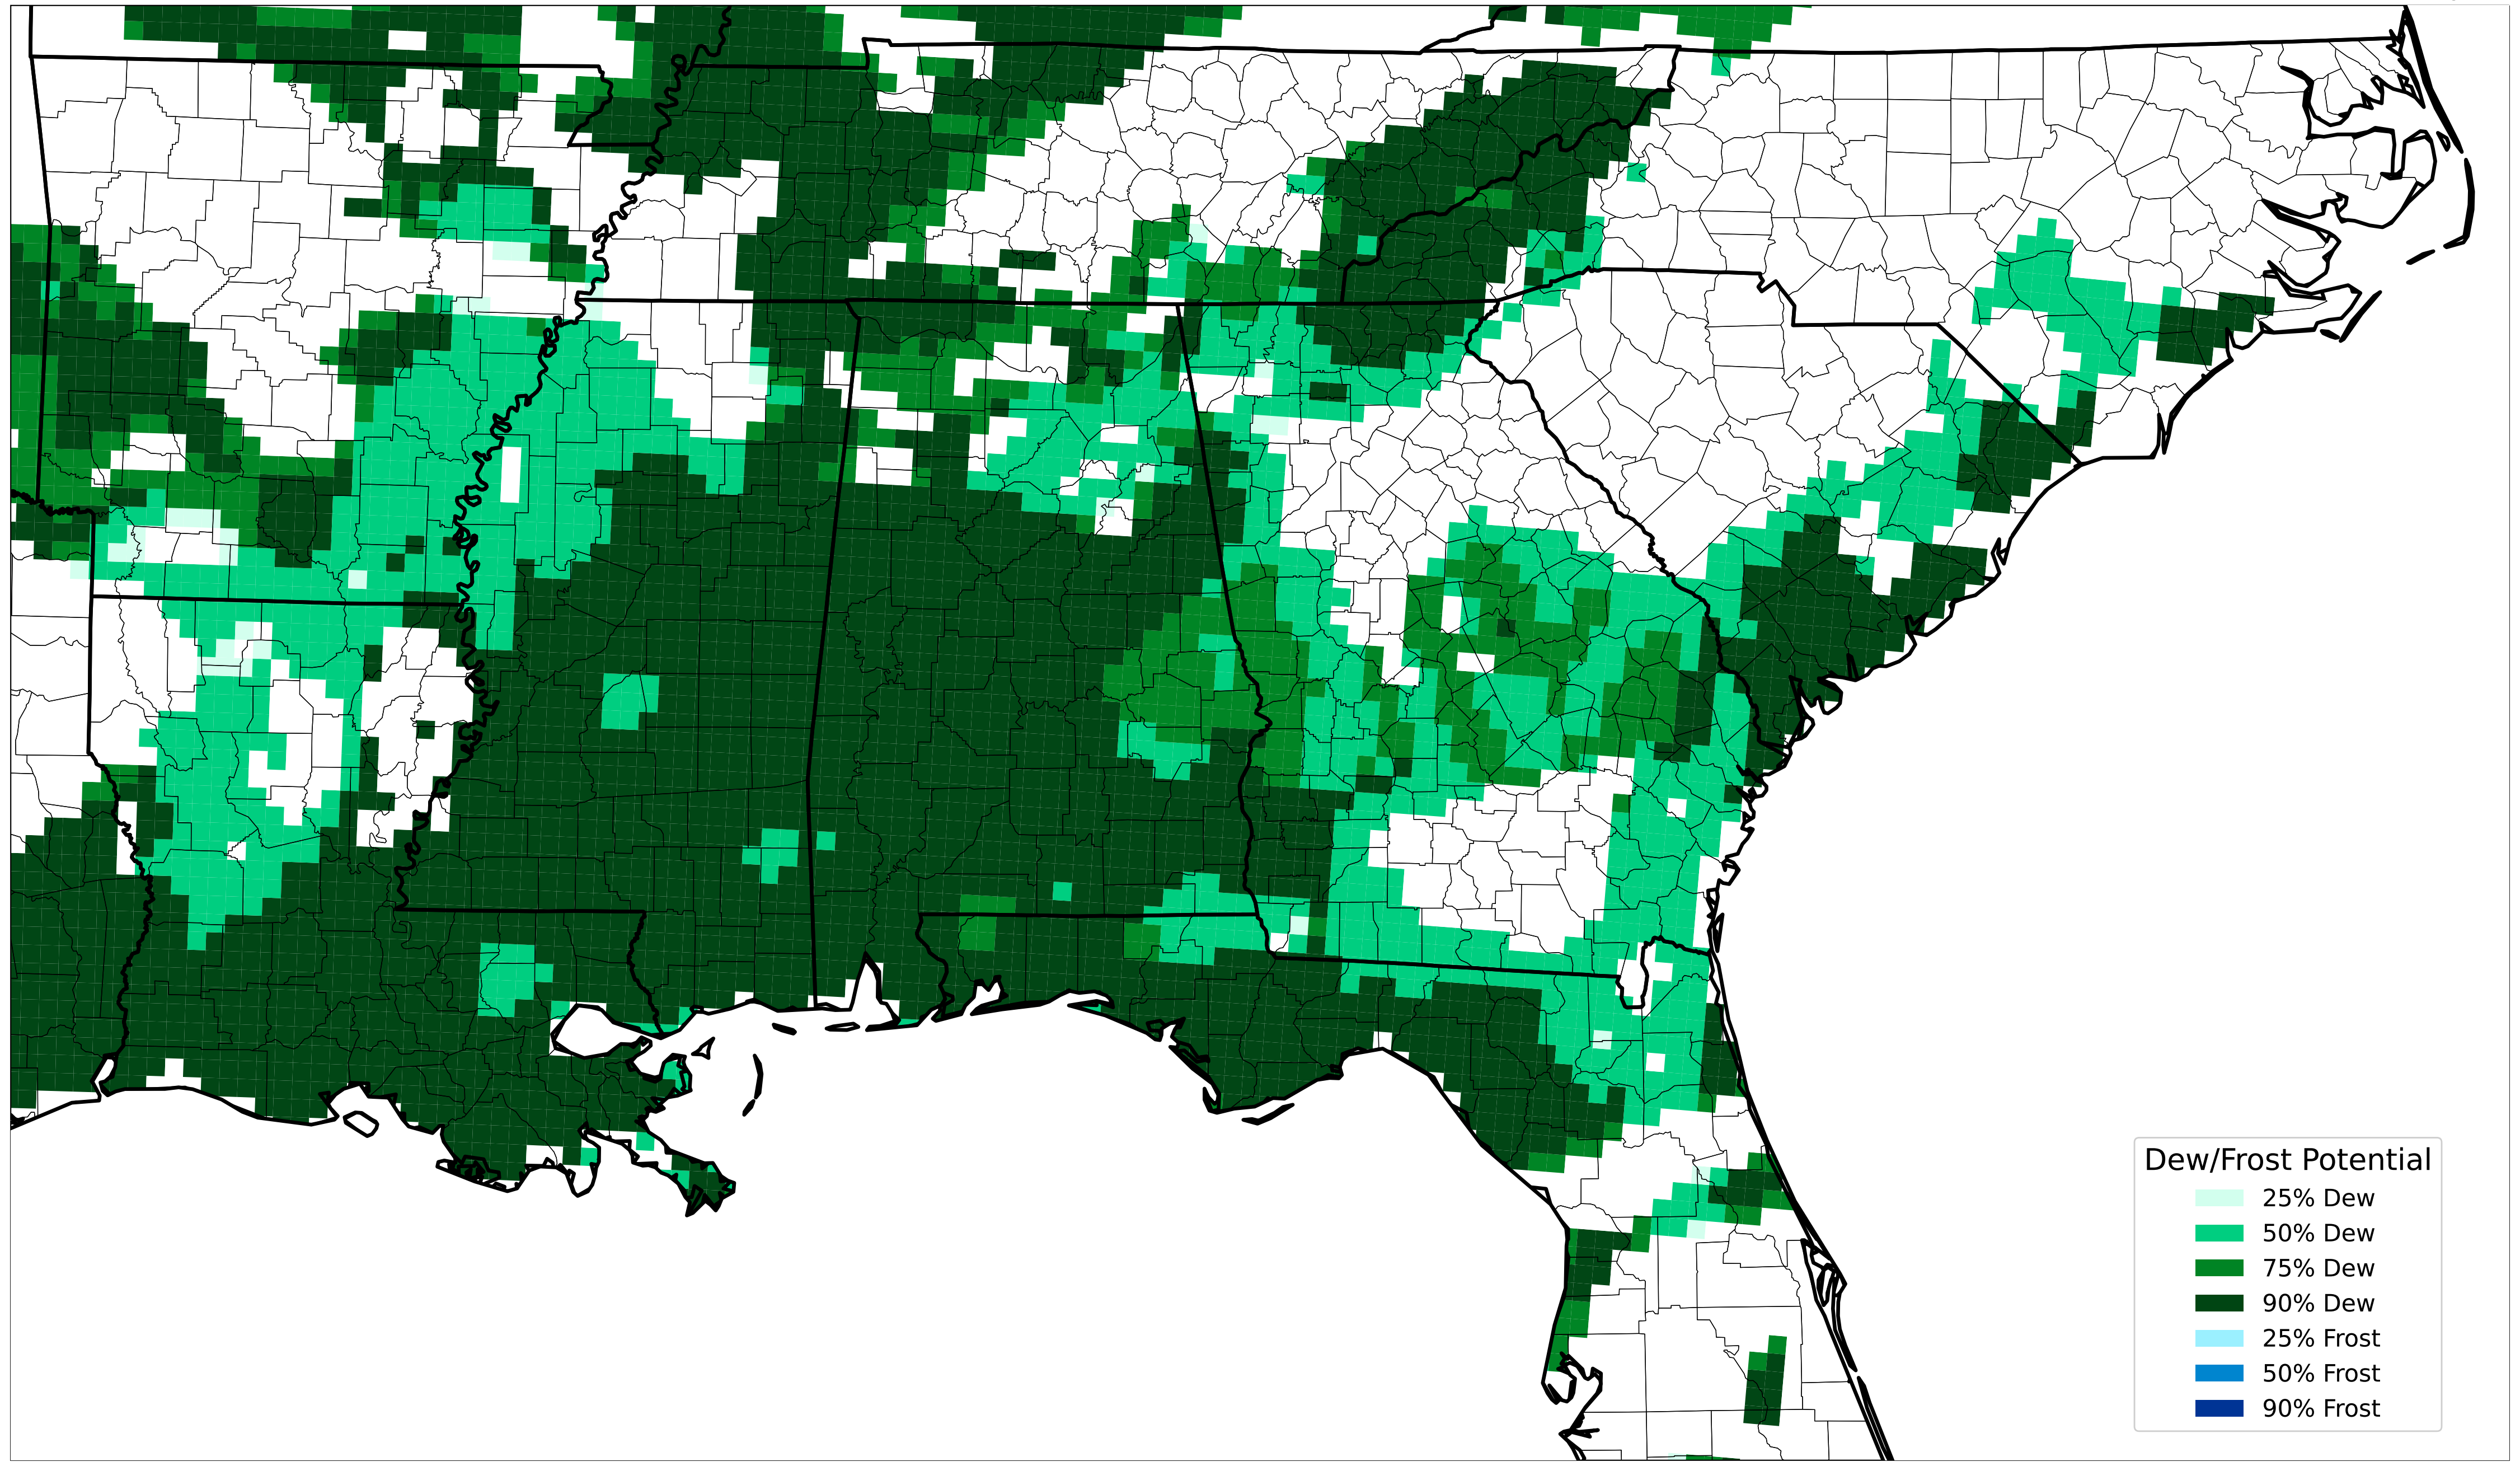 Dew/Frost Potential
25% Dew
50% Dew
75% Dew
90% Dew
25% Frost
50% Frost
90% Frost